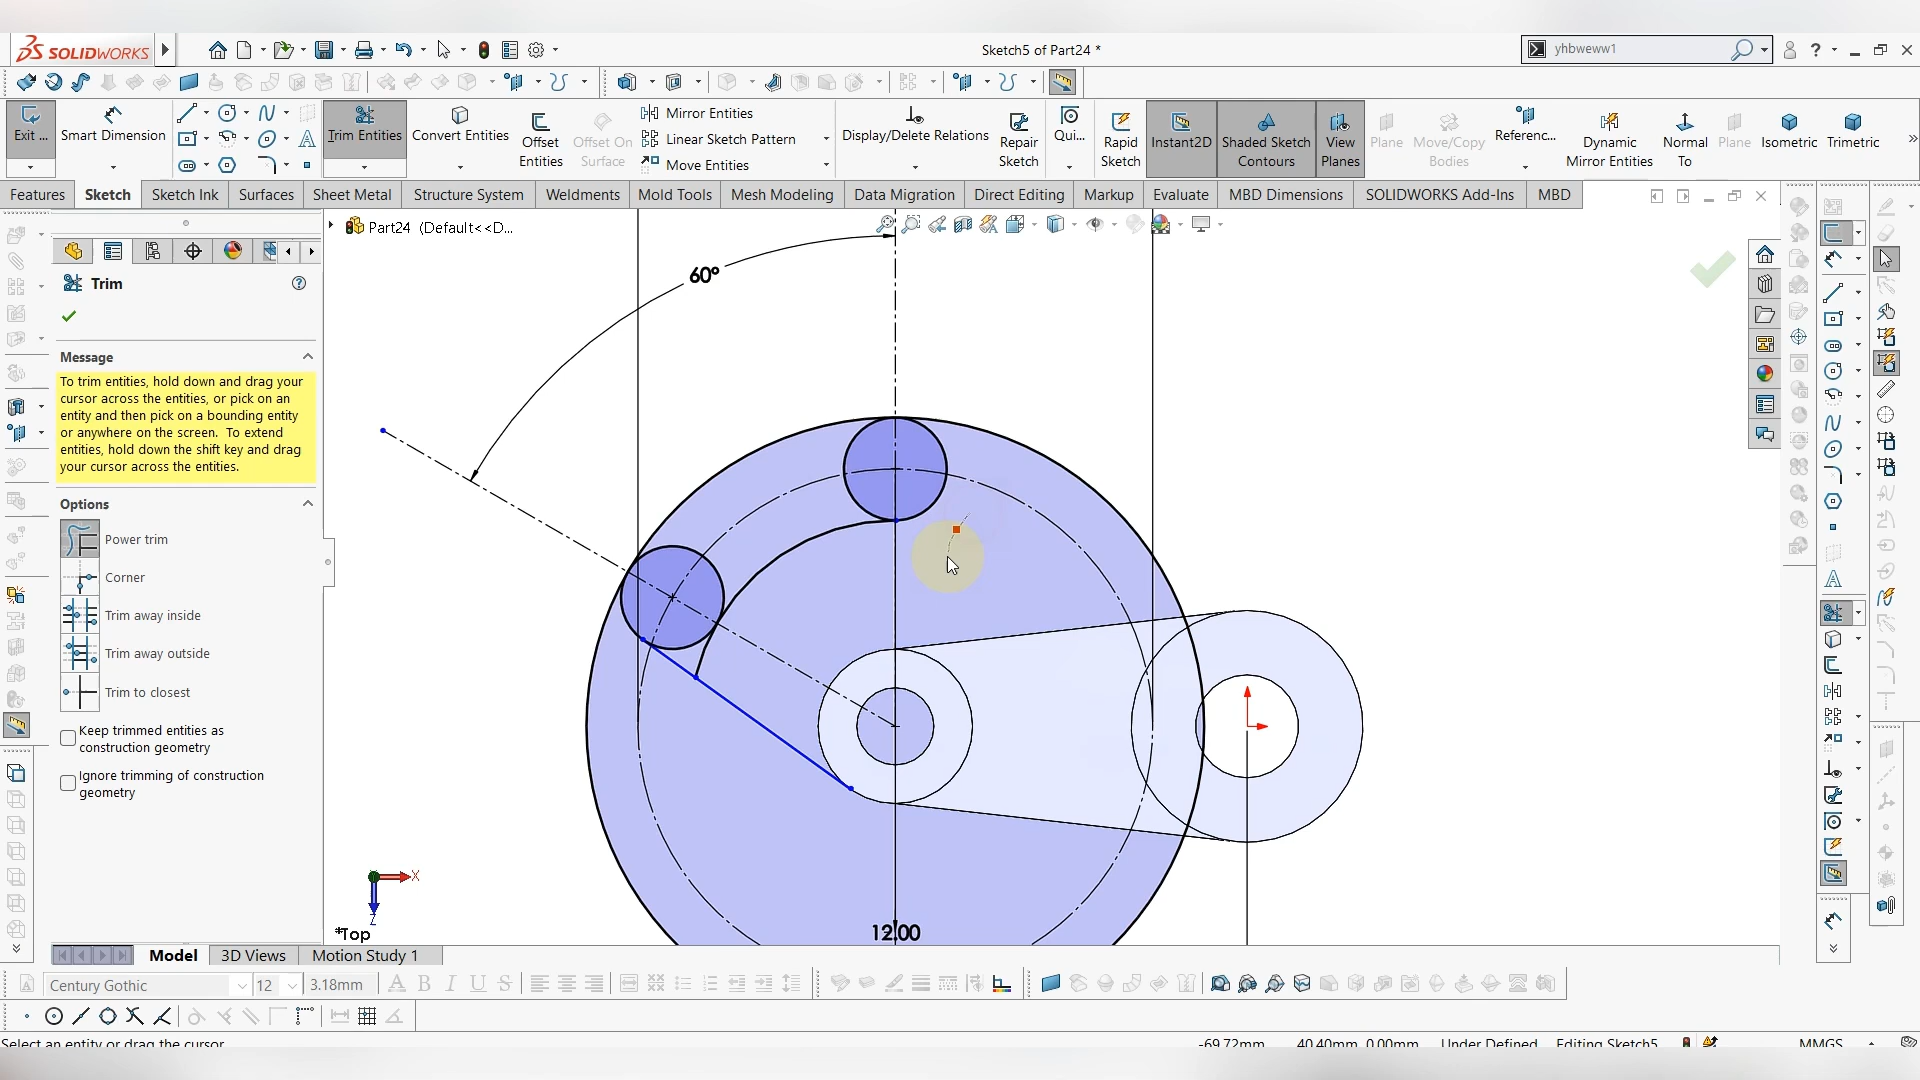 SOLIDWORKS
Sketch5 of Part24 *
yhbweww1
Exit ...
Smart Dimension
Trim Entities
Convert Entities
Offset Entities
Offset On Surface
Mirror Entities
Linear Sketch Pattern
Move Entities
Display/Delete Relations
Repair Sketch
Qui...
Rapid Sketch
Instant2D
Shaded Sketch Contours
View Planes
Plane
Move/Copy Bodies
Referenc...
Dynamic Mirror Entities
Normal To
Plane
Isometric
Trimetric
Features
Sketch
Sketch Ink
Surfaces
Sheet Metal
Structure System
Weldments
Mold Tools
Mesh Modeling
Data Migration
Direct Editing
Markup
Evaluate
MBD Dimensions
SOLIDWORKS Add-Ins
MBD
Part24 (Default<<D...
Trim
Message
To trim entities, hold down and drag your
cursor across the entities, or pick on an
entity and then pick on a bounding entity
or anywhere on the screen. To extend
entities, hold down the shift key and drag
your cursor across the entities.
Options
Power trim
Corner
Trim away inside
Trim away outside
Trim to closest
Keep trimmed entities as
construction geometry
Ignore trimming of construction
geometry
60°
12.00
X
Z
*Top
Model
3D Views
Motion Study 1
Century Gothic
12
3.18mm
Select an entity or drag the cursor
-69.72mm
40.40mm 0.00mm
Under Defined
Editing Sketch5
MMGS